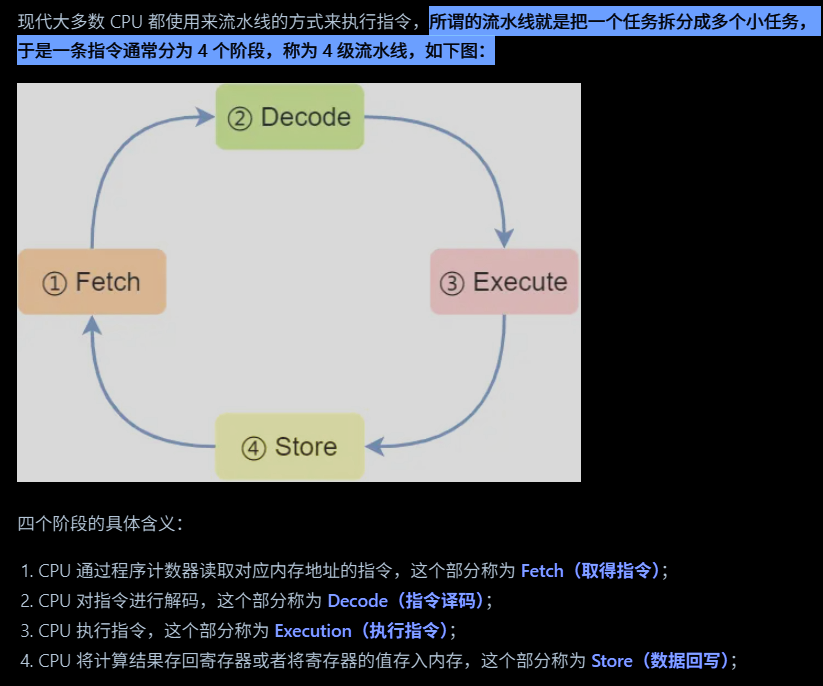 现代大多数 CPU 都使用来流水线的方式来执行指令，所谓的流水线就是把一个任务拆分成多个小任务，
于是一条指令通常分为 4 个阶段，称为 4 级流水线，如下图：
② Decode
① Fetch
③ Execute
④ Store
四个阶段的具体含义：
1. CPU 通过程序计数器读取对应内存地址的指令，这个部分称为 Fetch（取得指令）；
2. CPU 对指令进行解码，这个部分称为 Decode（指令译码）；
3. CPU 执行指令，这个部分称为 Execution（执行指令）；
4. CPU 将计算结果存回寄存器或者将寄存器的值存入内存，这个部分称为 Store（数据回写）；